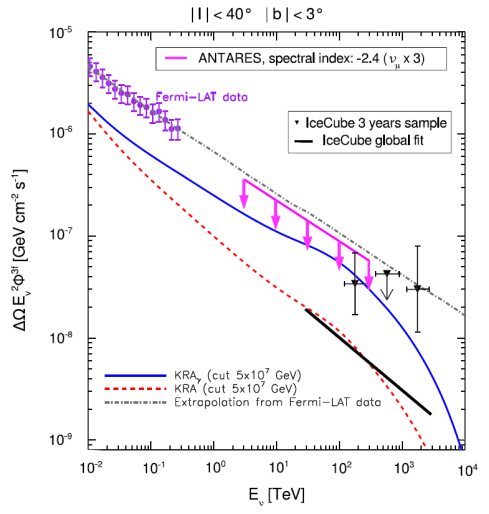 |l| < 40° |b| < 3°
ANTARES, spectral index: -2.4 (ν_μ x 3)
Fermi-LAT data
IceCube 3 years sample
IceCube global fit
ΔΩ E_ν² Φ^3f [GeV cm⁻² s⁻¹]
10⁻⁵
10⁻⁶
10⁻⁷
10⁻⁸
10⁻⁹
KRA_γ (cut 5x10⁷ GeV)
KRA (cut 5x10⁷ GeV)
Extrapolation from Fermi-LAT data
10⁻² 10⁻¹ 10⁰ 10¹ 10² 10³ 10⁴
E_ν [TeV]